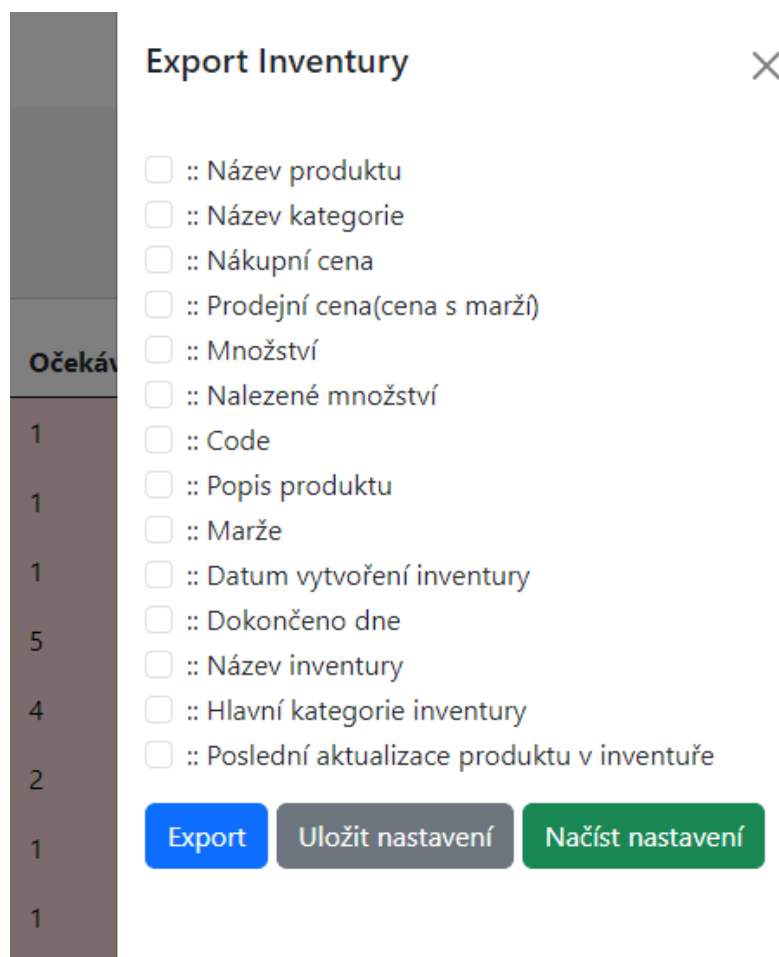 Export Inventury
:: Název produktu
:: Název kategorie
:: Nákupní cena
:: Prodejní cena(cena s marží)
:: Množství
:: Nalezené množství
:: Code
:: Popis produktu
:: Marže
:: Datum vytvoření inventury
:: Dokončeno dne
:: Název inventury
:: Hlavní kategorie inventury
:: Poslední aktualizace produktu v inventuře
Export Uložit nastavení Načíst nastavení
Očekáv
1
1
1
5
4
2
1
1